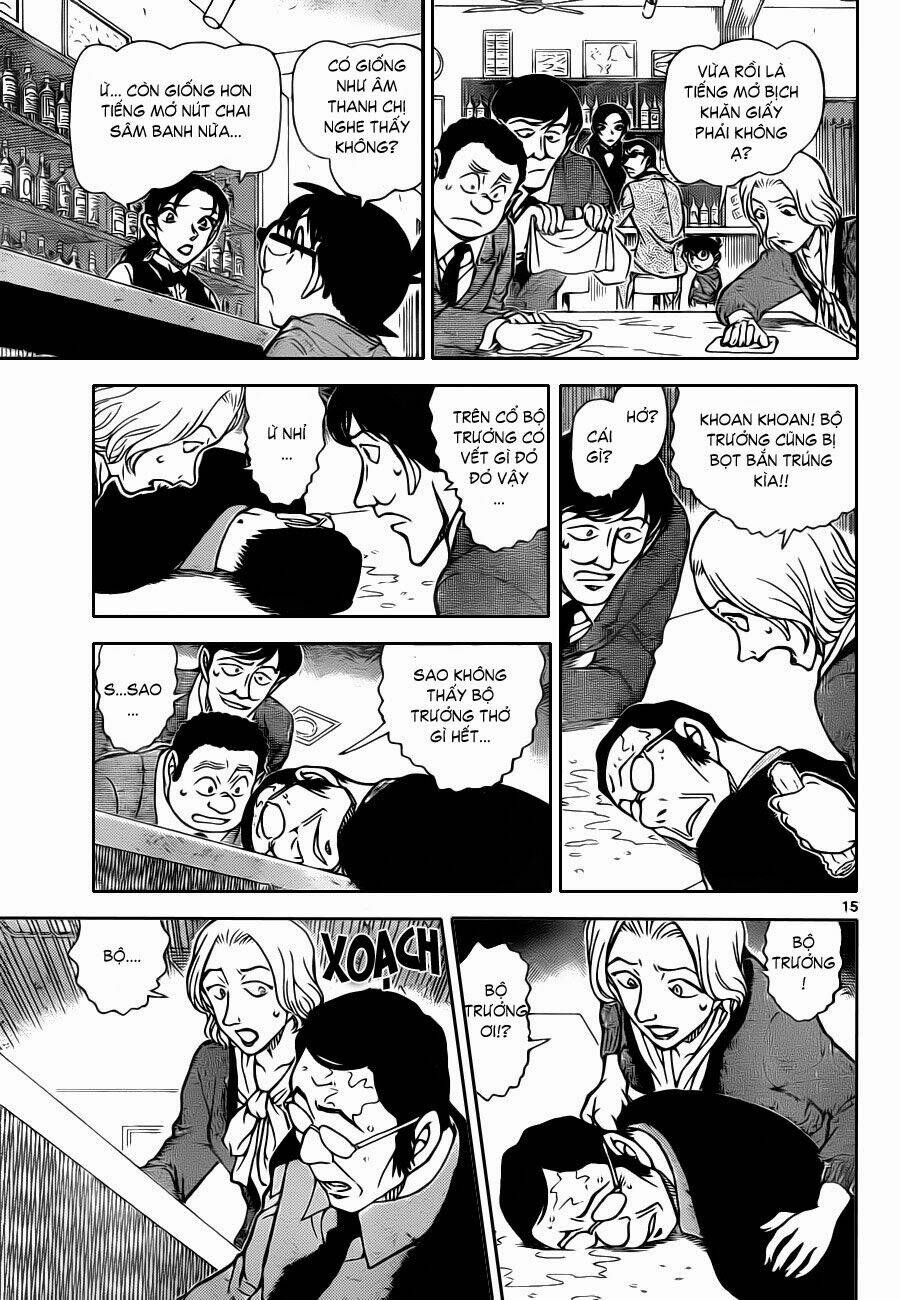 VỪA RỒI LÀ
TIẾNG MỞ BỊCH
KHĂN GIẤY
PHẢI KHÔNG
Ạ?
CÓ GIỐNG
NHƯ ÂM
THANH CHỊ
NGHE THẤY
KHÔNG?
Ừ... CÒN GIỐNG HƠN
TIẾNG MỞ NÚT CHAI
SÂM BANH NỮA...
KHOAN KHOAN! BỘ
TRƯỞNG CŨNG BỊ
BỌT BẮN TRÚNG
KÌA!!
HỞ?
CÁI
GÌ?
TRÊN CỔ BỘ
TRƯỞNG CÓ
VẾT GÌ ĐÓ
ĐÓ VẬY
...
Ừ NHỈ
...
SAO KHÔNG
THẤY BỘ
TRƯỞNG THỞ
GÌ HẾT...
S...SAO
...
15
BỘ
TRƯỞNG
!
BỘ
TRƯỞNG
ƠI!?
XOẠCH
BỘ....